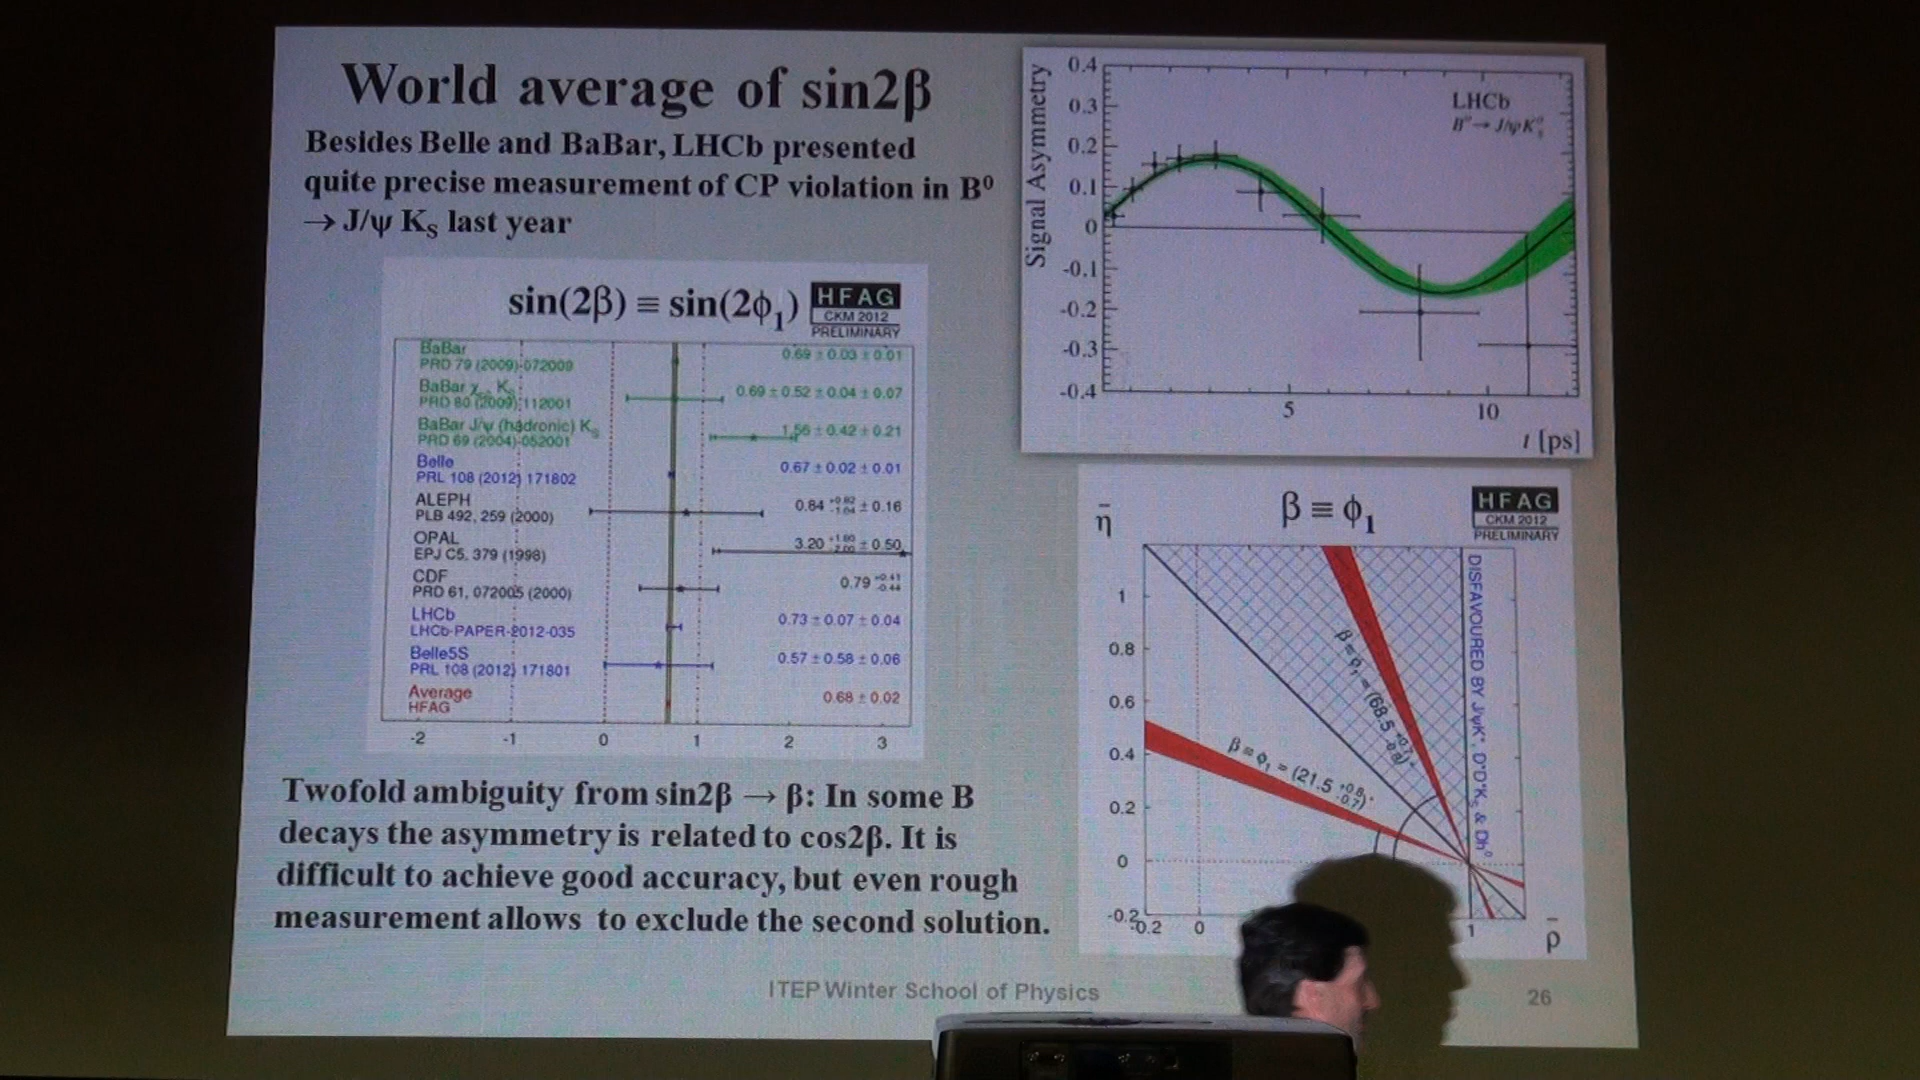 World average of sin2β
Besides Belle and BaBar, LHCb presented
quite precise measurement of CP violation in B⁰
→ J/ψ K_S last year
sin(2β) ≡ sin(2ϕ₁)
HFAG
CKM 2012
PRELIMINARY
BaBar
PRD 79 (2009) 072009
0.69 ± 0.03 ± 0.01
BaBar χ_c0 K_S
PRD 80 (2009) 112001
0.69 ± 0.52 ± 0.04 ± 0.07
BaBar J/ψ (hadronic) K_S
PRD 69 (2004) 052001
1.56 ± 0.42 ± 0.21
Belle
PRL 108 (2012) 171802
0.67 ± 0.02 ± 0.01
ALEPH
PLB 492, 259 (2000)
0.84 +0.82 -1.04 ± 0.16
OPAL
EPJ C5, 379 (1998)
3.20 +1.80 -2.00 ± 0.50
CDF
PRD 61, 072005 (2000)
0.79 +0.41 -0.44
LHCb
LHCb-PAPER-2012-035
0.73 ± 0.07 ± 0.04
Belle5S
PRL 108 (2012) 171801
0.57 ± 0.58 ± 0.06
Average
HFAG
0.68 ± 0.02
-2 -1 0 1 2 3
Twofold ambiguity from sin2β → β: In some B
decays the asymmetry is related to cos2β. It is
difficult to achieve good accuracy, but even rough
measurement allows to exclude the second solution.
Signal Asymmetry
0.4
0.3
0.2
0.1
0
-0.1
-0.2
-0.3
-0.4
LHCb
B⁰ → J/ψ K⁰_S
5 10
t [ps]
η̄
β ≡ ϕ₁
HFAG
CKM 2012
PRELIMINARY
1
0.8
0.6
0.4
0.2
0
-0.2
β = ϕ₁ = (68.5 +0.7 -0.8)°
β = ϕ₁ = (21.5 +0.8 -0.7)°
DISFAVOURED BY J/ψK*, D*D*K_S & Dh⁰
-0.2 0 1
ρ̄
ITEP Winter School of Physics
26